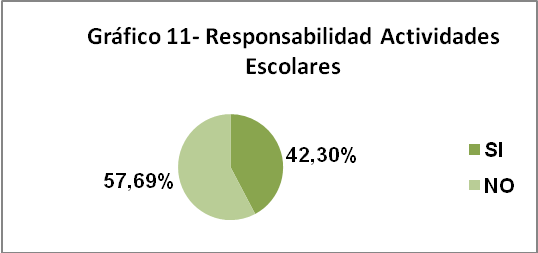 Gráfico 11- Responsabilidad Actividades
Escolares
42,30%
57,69%
SI
NO